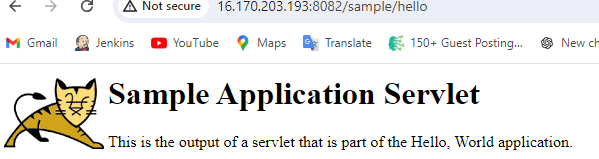 Not secure 16.170.203.193:8082/sample/hello
Gmail Jenkins YouTube Maps Translate 150+ Guest Posting... New ch
Sample Application Servlet
This is the output of a servlet that is part of the Hello, World application.